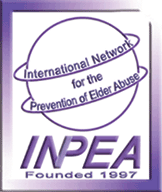 International Network
for the
Prevention of Elder Abuse
INPEA
Founded 1997